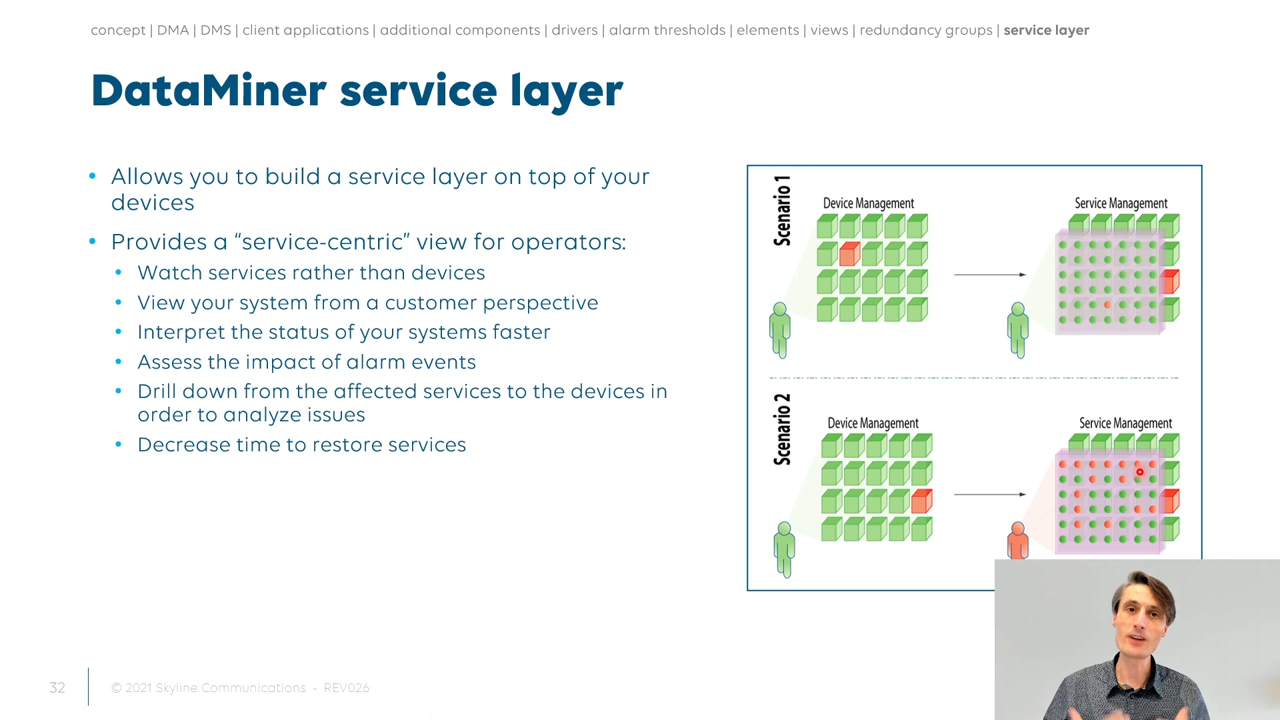 concept | DMA | DMS | client applications | additional components | drivers | alarm thresholds | elements | views | redundancy groups | service layer
DataMiner service layer
• Allows you to build a service layer on top of your
devices
• Provides a “service-centric” view for operators:
• Watch services rather than devices
• View your system from a customer perspective
• Interpret the status of your systems faster
• Assess the impact of alarm events
• Drill down from the affected services to the devices in
order to analyze issues
• Decrease time to restore services
Scenario 1
Device Management
Service Management
Scenario 2
Device Management
Service Management
32
© 2021 Skyline Communications - REV026